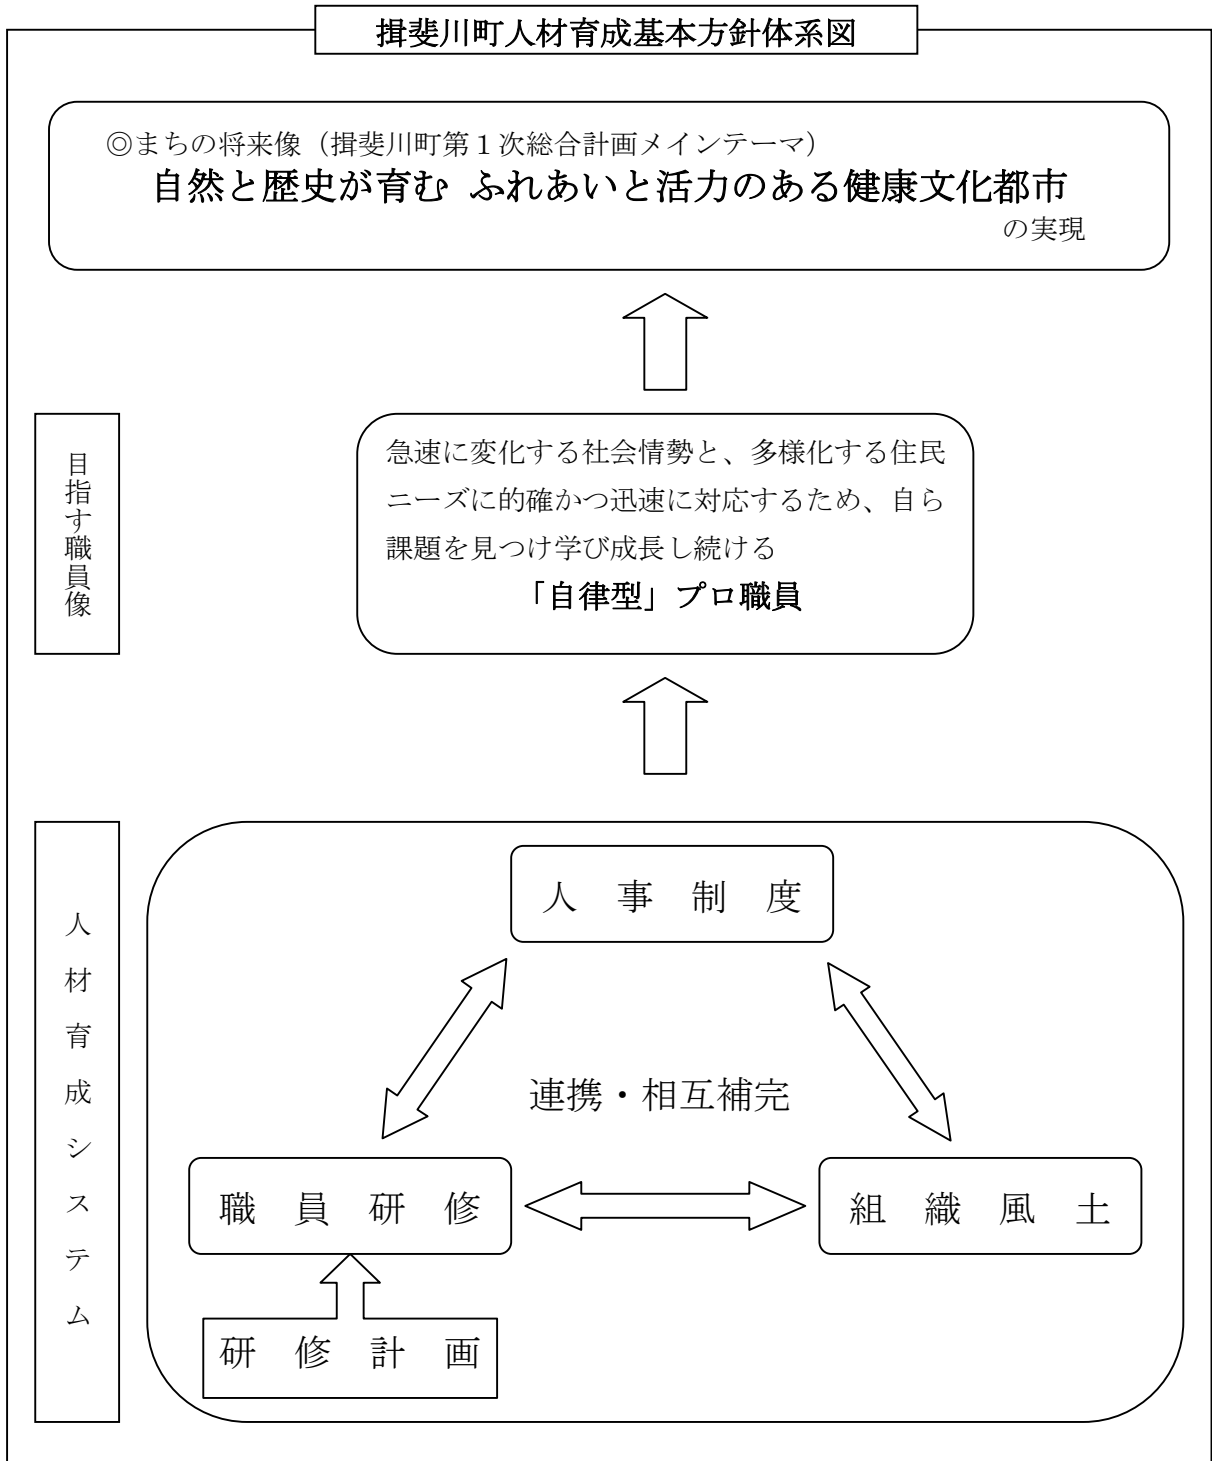 揖斐川町人材育成基本方針体系図
◎まちの将来像（揖斐川町第１次総合計画メインテーマ）
自然と歴史が育む ふれあいと活力のある健康文化都市
の実現
目指す職員像
急速に変化する社会情勢と、多様化する住民
ニーズに的確かつ迅速に対応するため、自ら
課題を見つけ学び成長し続ける
「自律型」プロ職員
人材育成システム
人　事　制　度
連携・相互補完
職　員　研　修
組　織　風　土
研　修　計　画